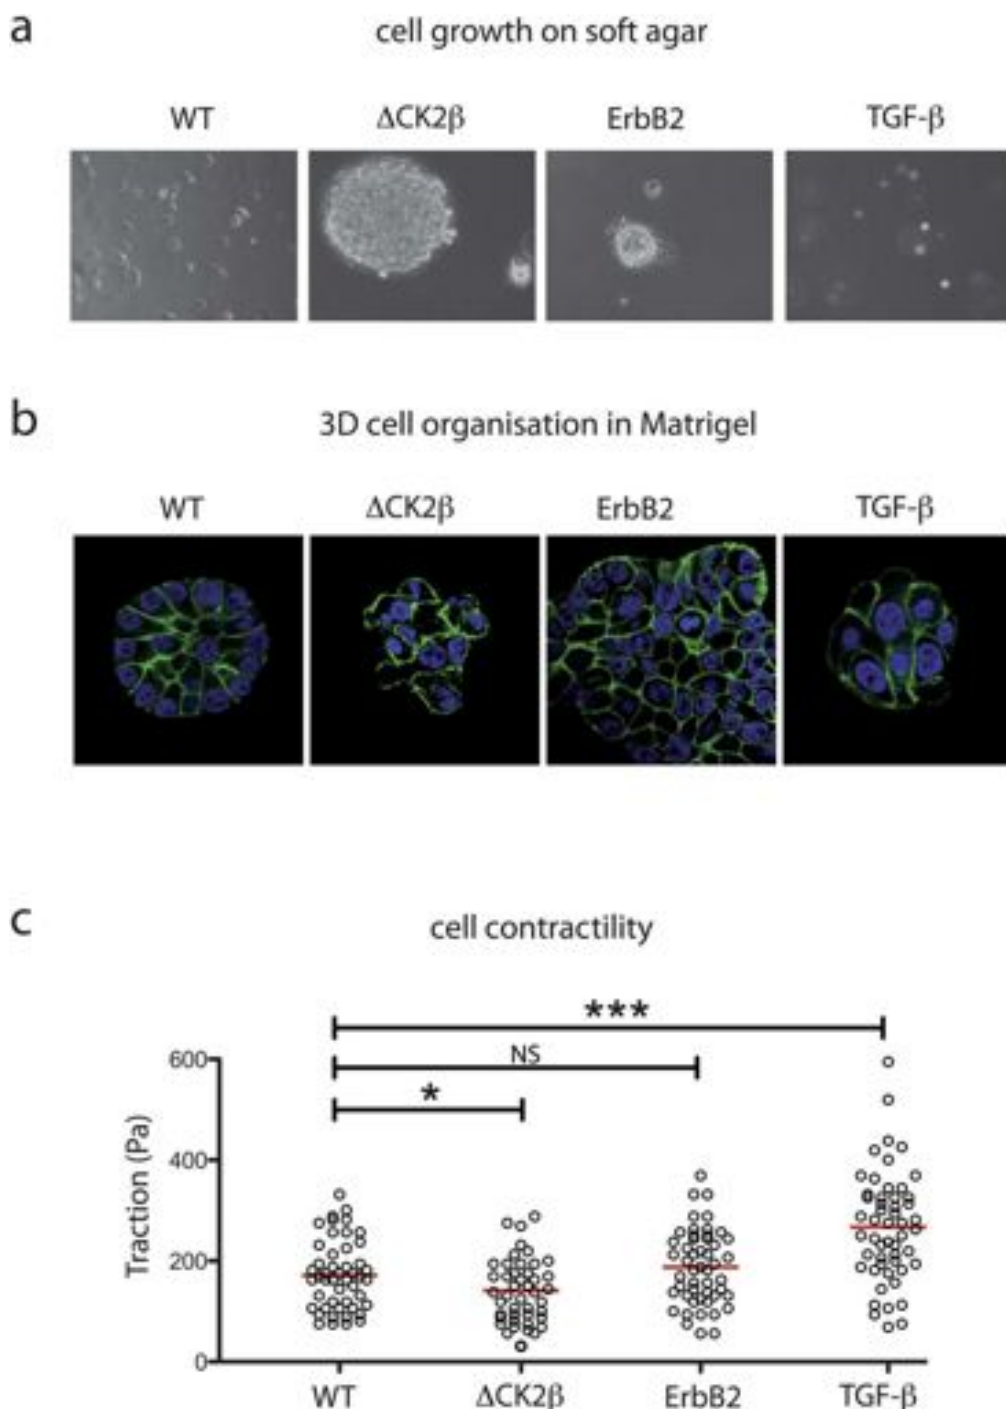 a
cell growth on soft agar
WT ΔCK2β ErbB2 TGF-β
b
3D cell organisation in Matrigel
WT ΔCK2β ErbB2 TGF-β
c
cell contractility
***
NS
*
600
400
200
0
Traction (Pa)
WT ΔCK2β ErbB2 TGF-β